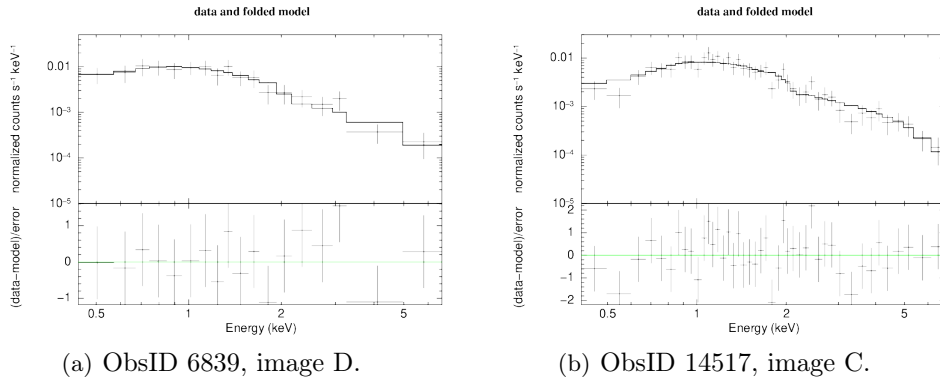 data and folded model
normalized counts s⁻¹ keV⁻¹
0.01
10⁻³
10⁻⁴
10⁻⁵
(data−model)/error
1
0
−1
0.5
1
2
5
Energy (keV)
(a) ObsID 6839, image D.
data and folded model
normalized counts s⁻¹ keV⁻¹
0.01
10⁻³
10⁻⁴
10⁻⁵
(data−model)/error
2
1
0
−1
−2
0.5
1
2
5
Energy (keV)
(b) ObsID 14517, image C.